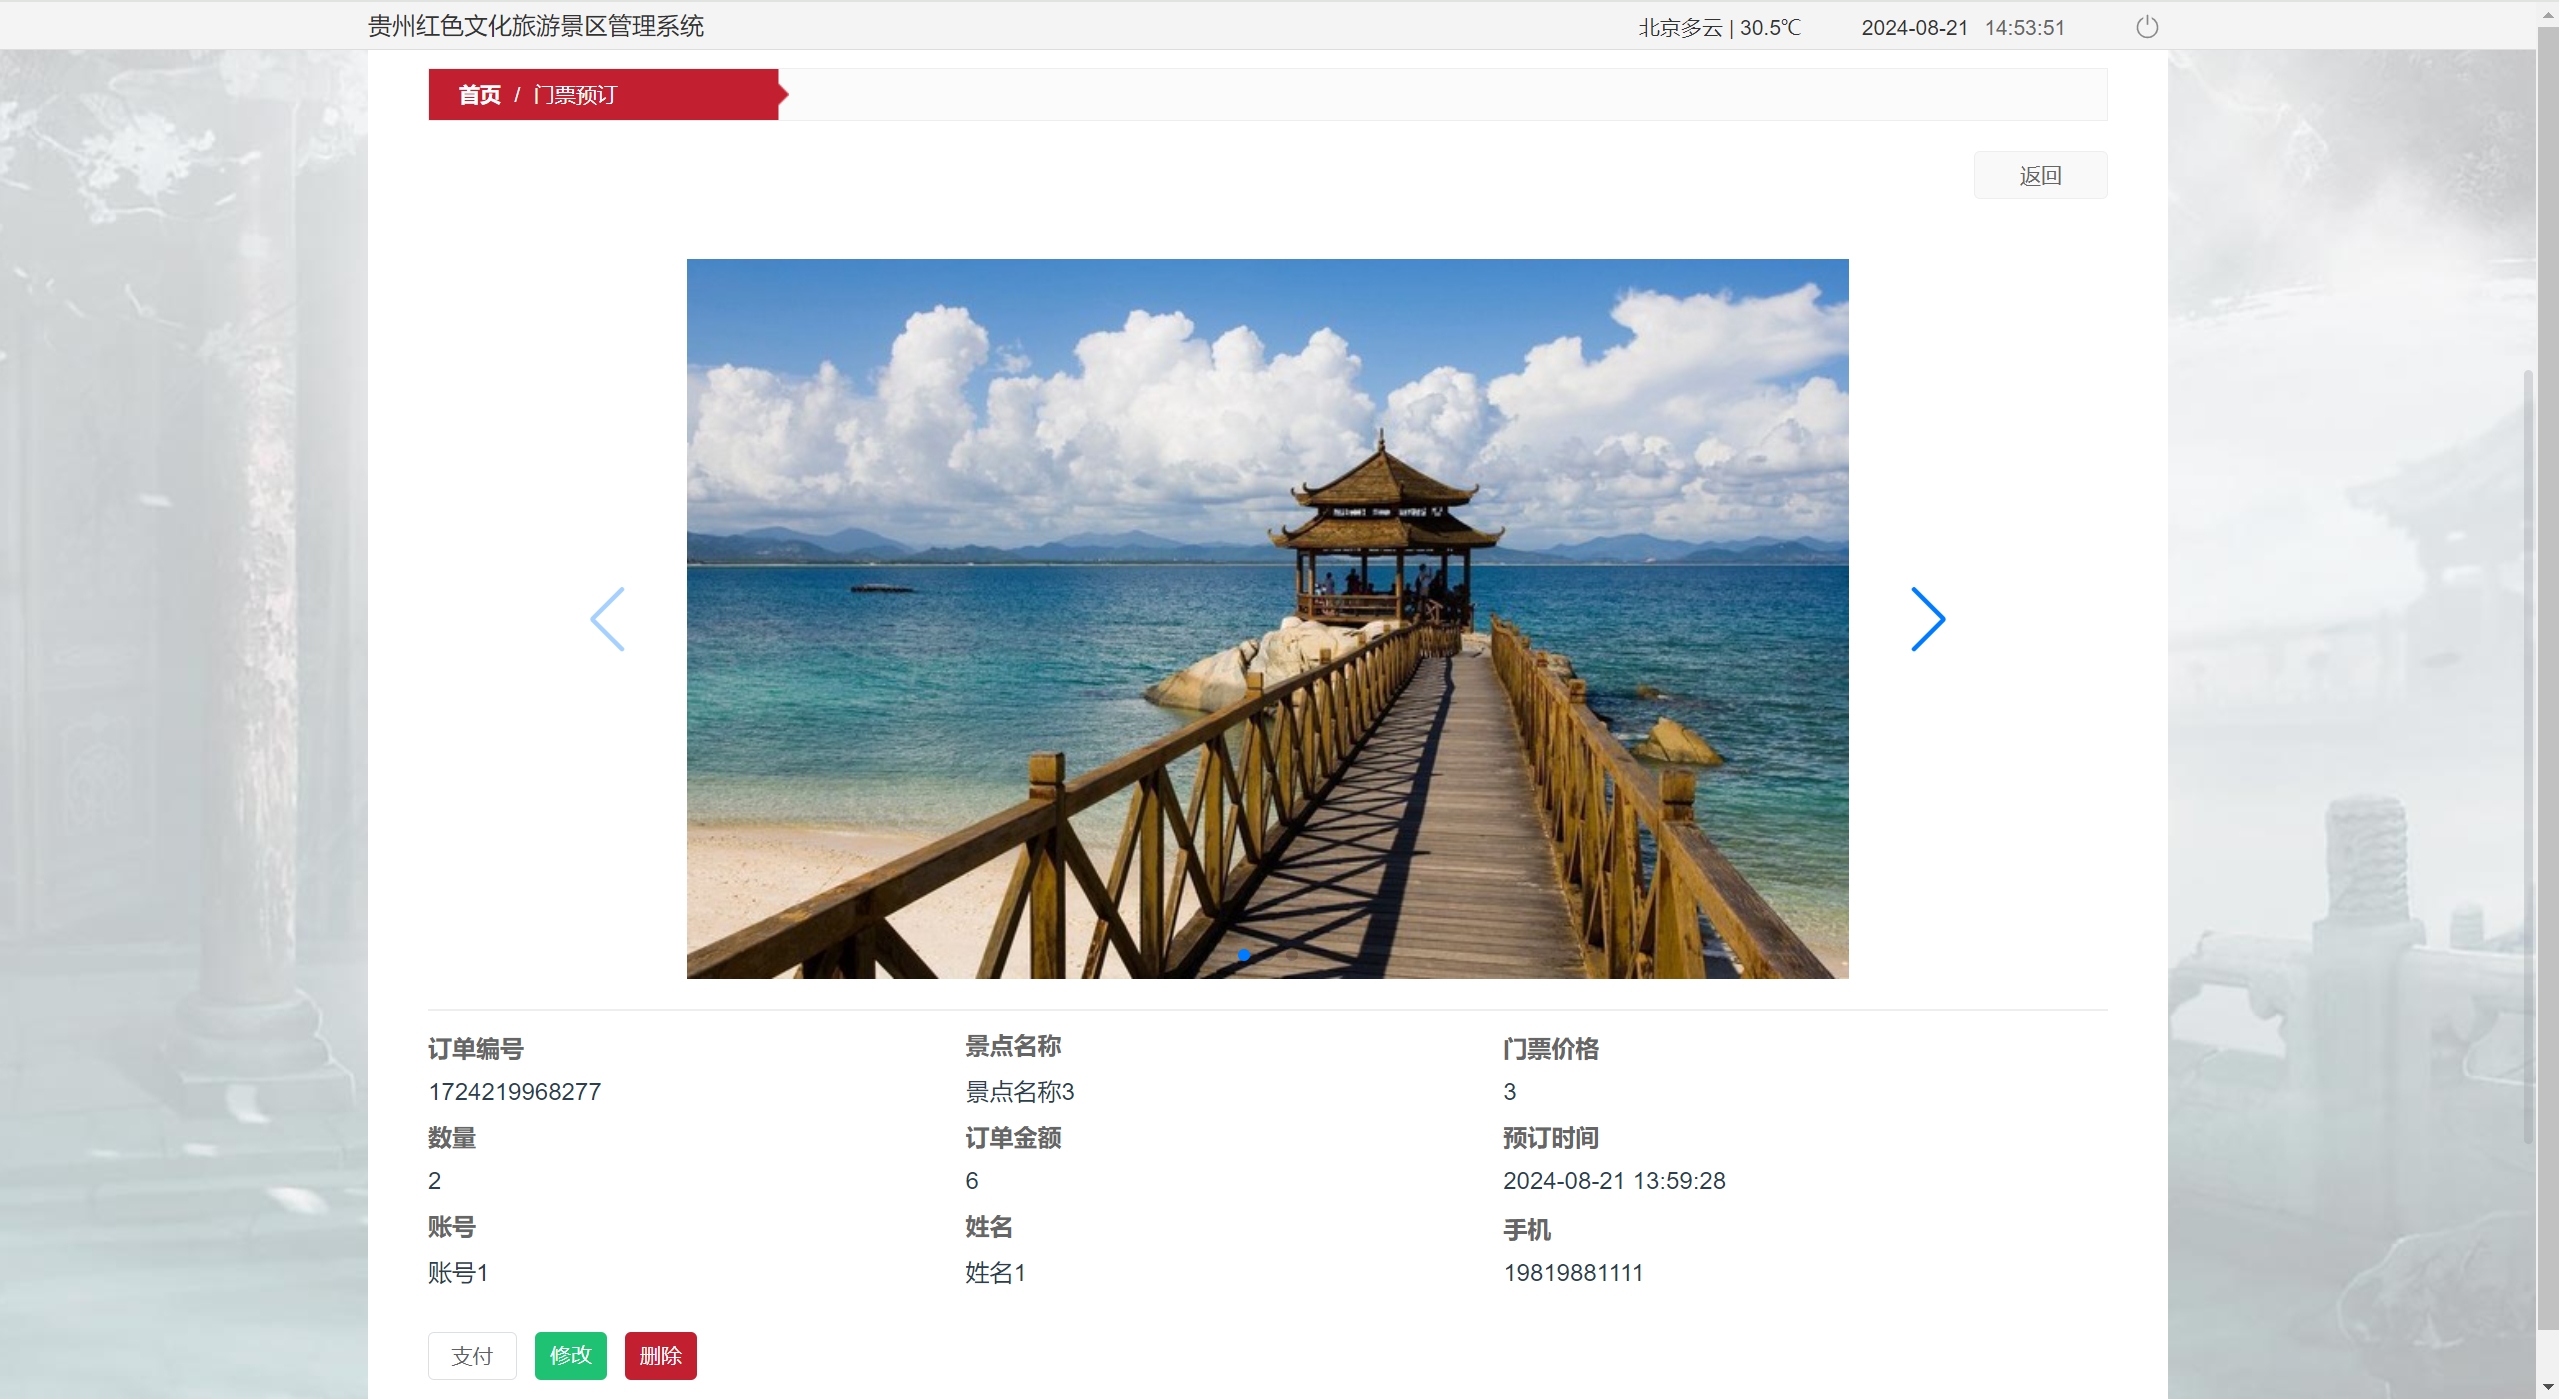 贵州红色文化旅游景区管理系统
北京多云 | 30.5℃ 2024-08-21 14:53:51
首页 / 门票预订
返回
订单编号 景点名称 门票价格
1724219968277 景点名称3 3
数量 订单金额 预订时间
2 6 2024-08-21 13:59:28
账号 姓名 手机
账号1 姓名1 19819881111
支付 修改 删除